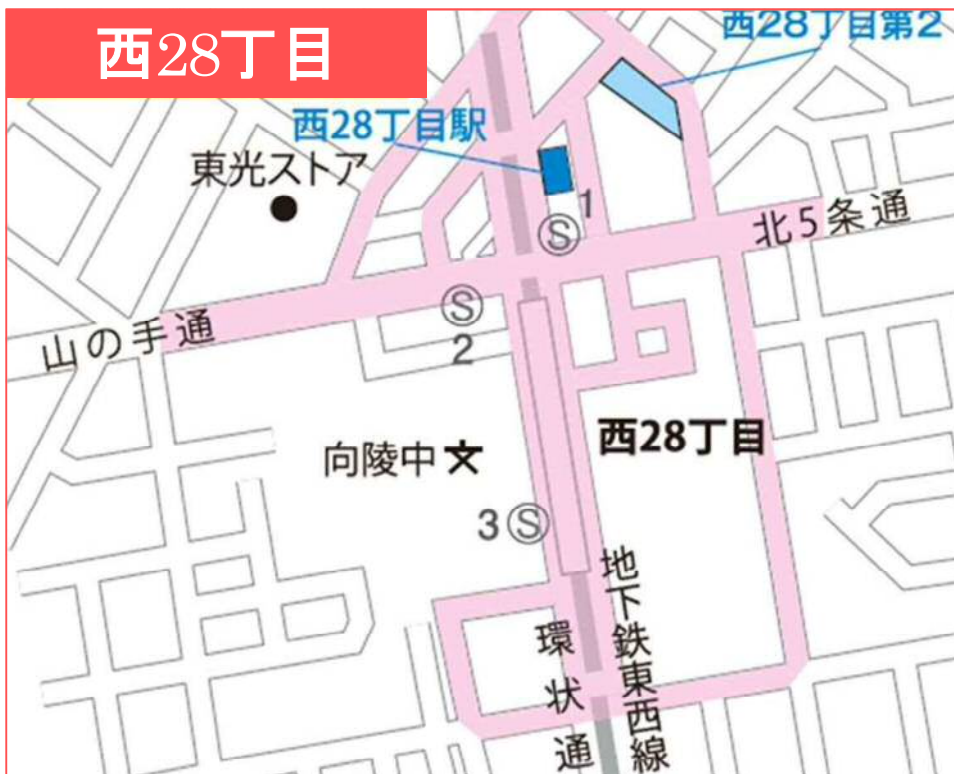 西28丁目
西28丁目第2
西28丁目駅
東光ストア
1
Ⓢ
北5条通
Ⓢ
2
山の手通
西28丁目
向陵中
3Ⓢ
地下鉄東西線
環状通